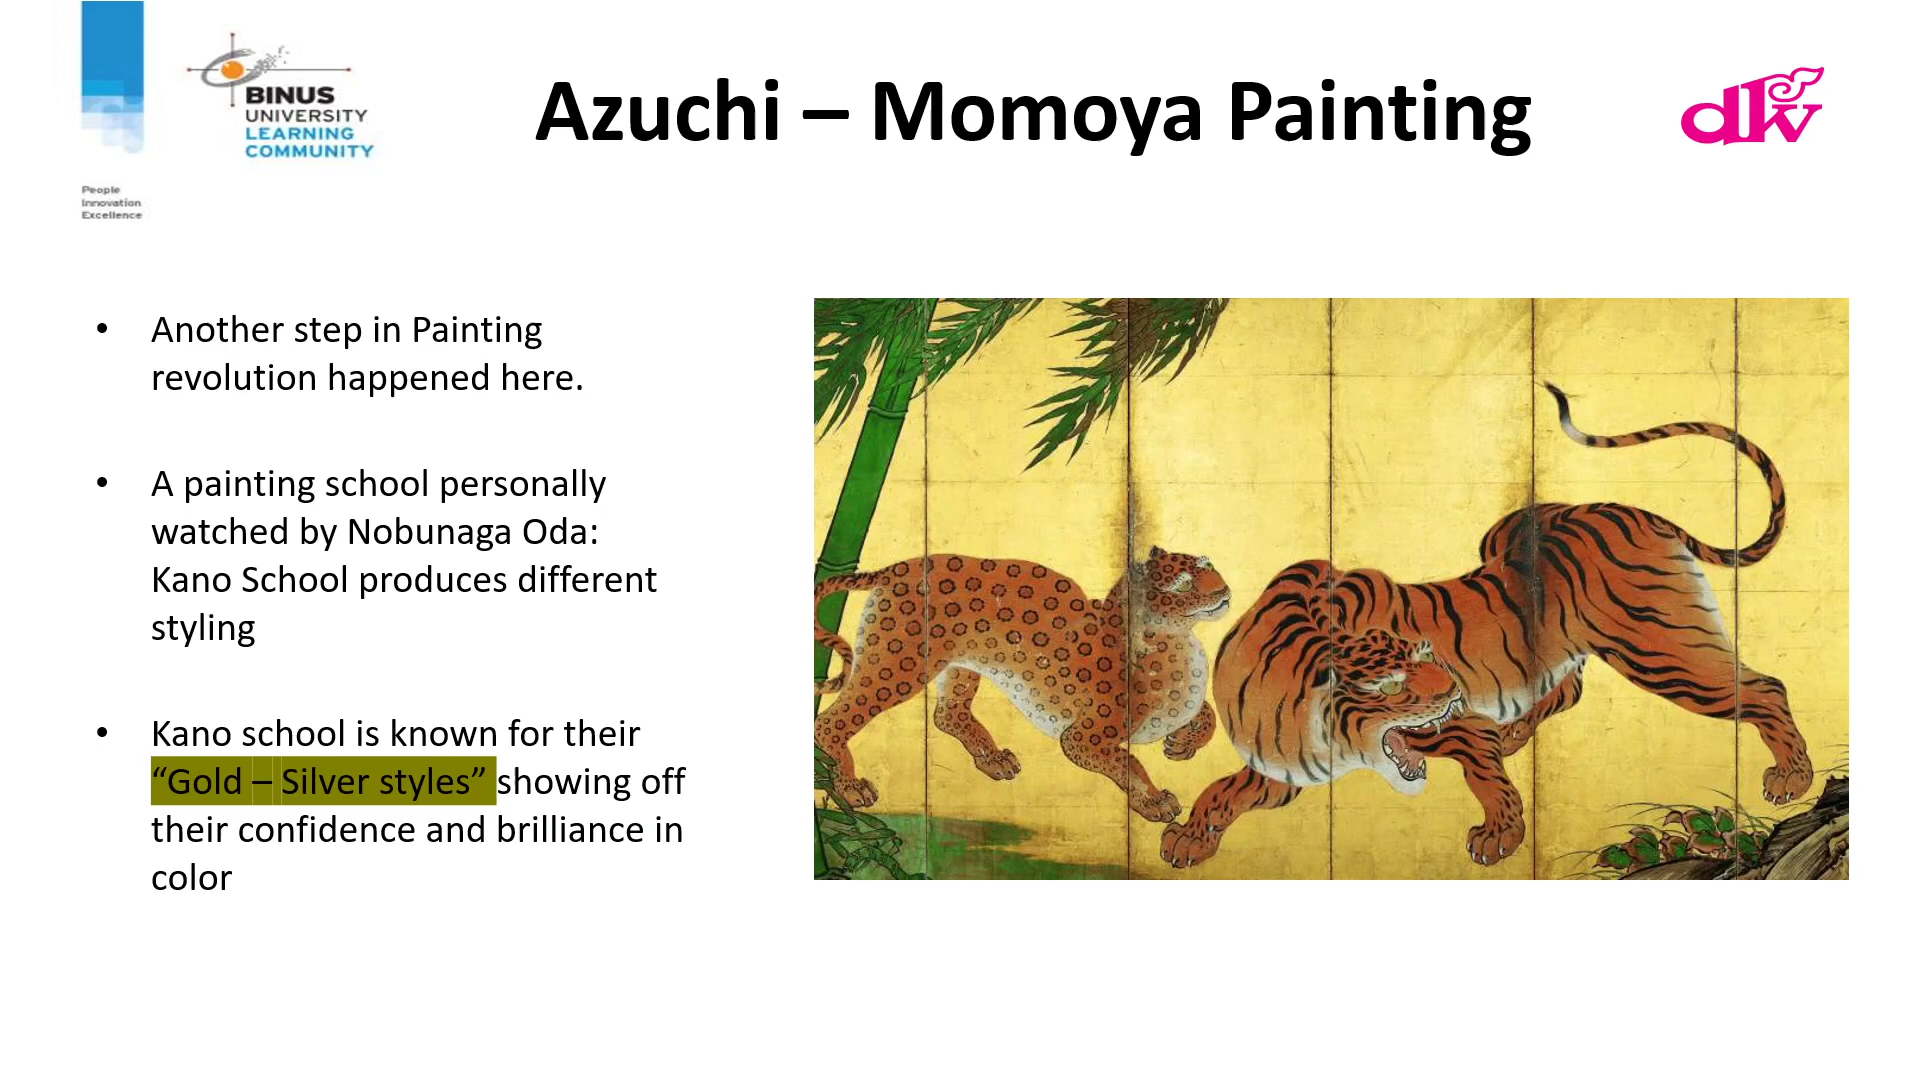 BINUS
UNIVERSITY
LEARNING
COMMUNITY
People
Innovation
Excellence
Azuchi – Momoya Painting
dkv
• Another step in Painting
revolution happened here.
• A painting school personally
watched by Nobunaga Oda:
Kano School produces different
styling
• Kano school is known for their
“Gold – Silver styles” showing off
their confidence and brilliance in
color